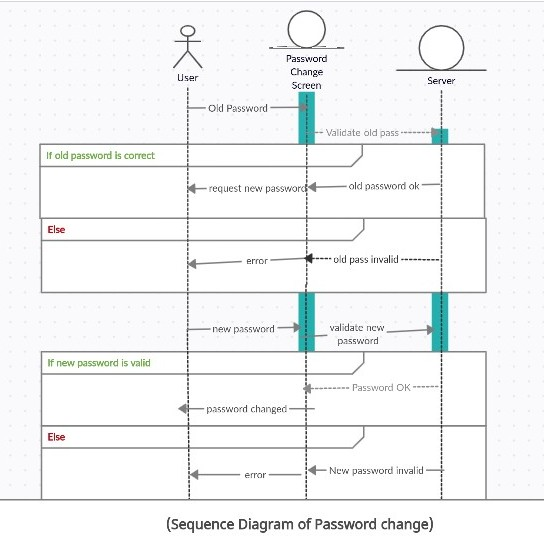 User
Password
Change
Screen
Server
Old Password
Validate old pass
If old password is correct
request new password
old password ok
Else
error
old pass invalid
new password
validate new
password
If new password is valid
Password OK
password changed
Else
error
New password invalid
(Sequence Diagram of Password change)